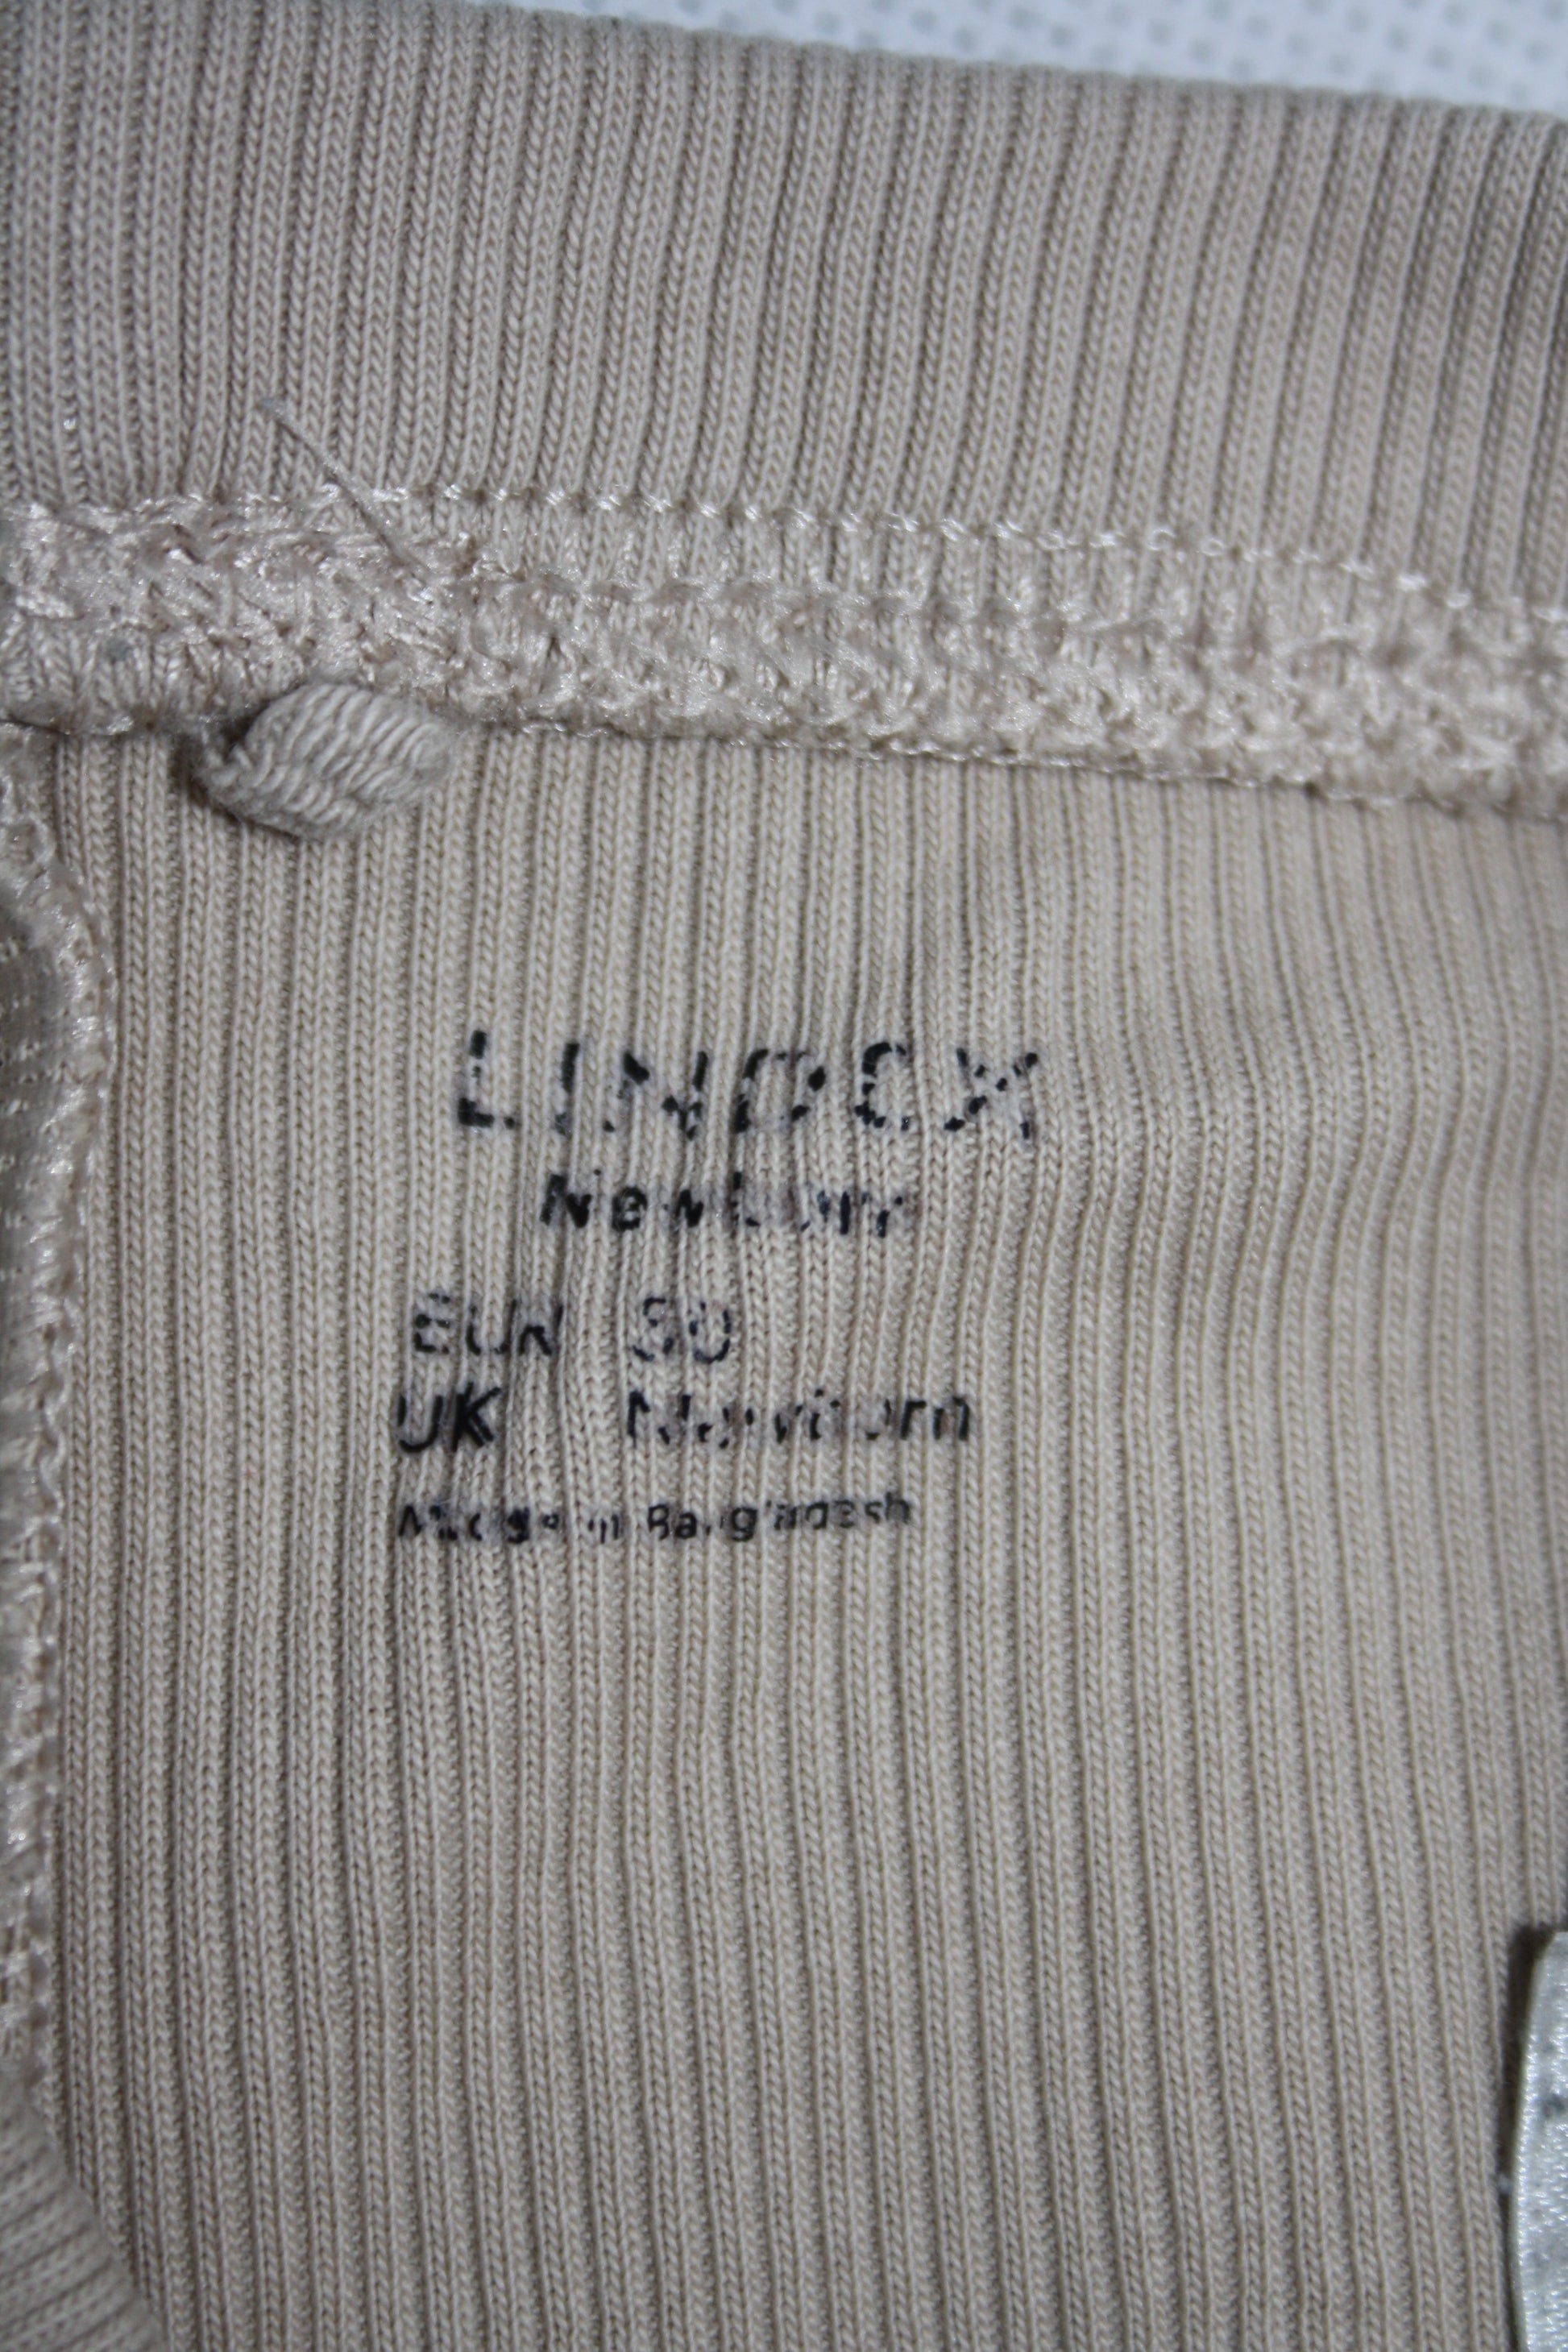 LINDEX
Newborn
EUR 50
UK Newborn
Made in Bangladesh